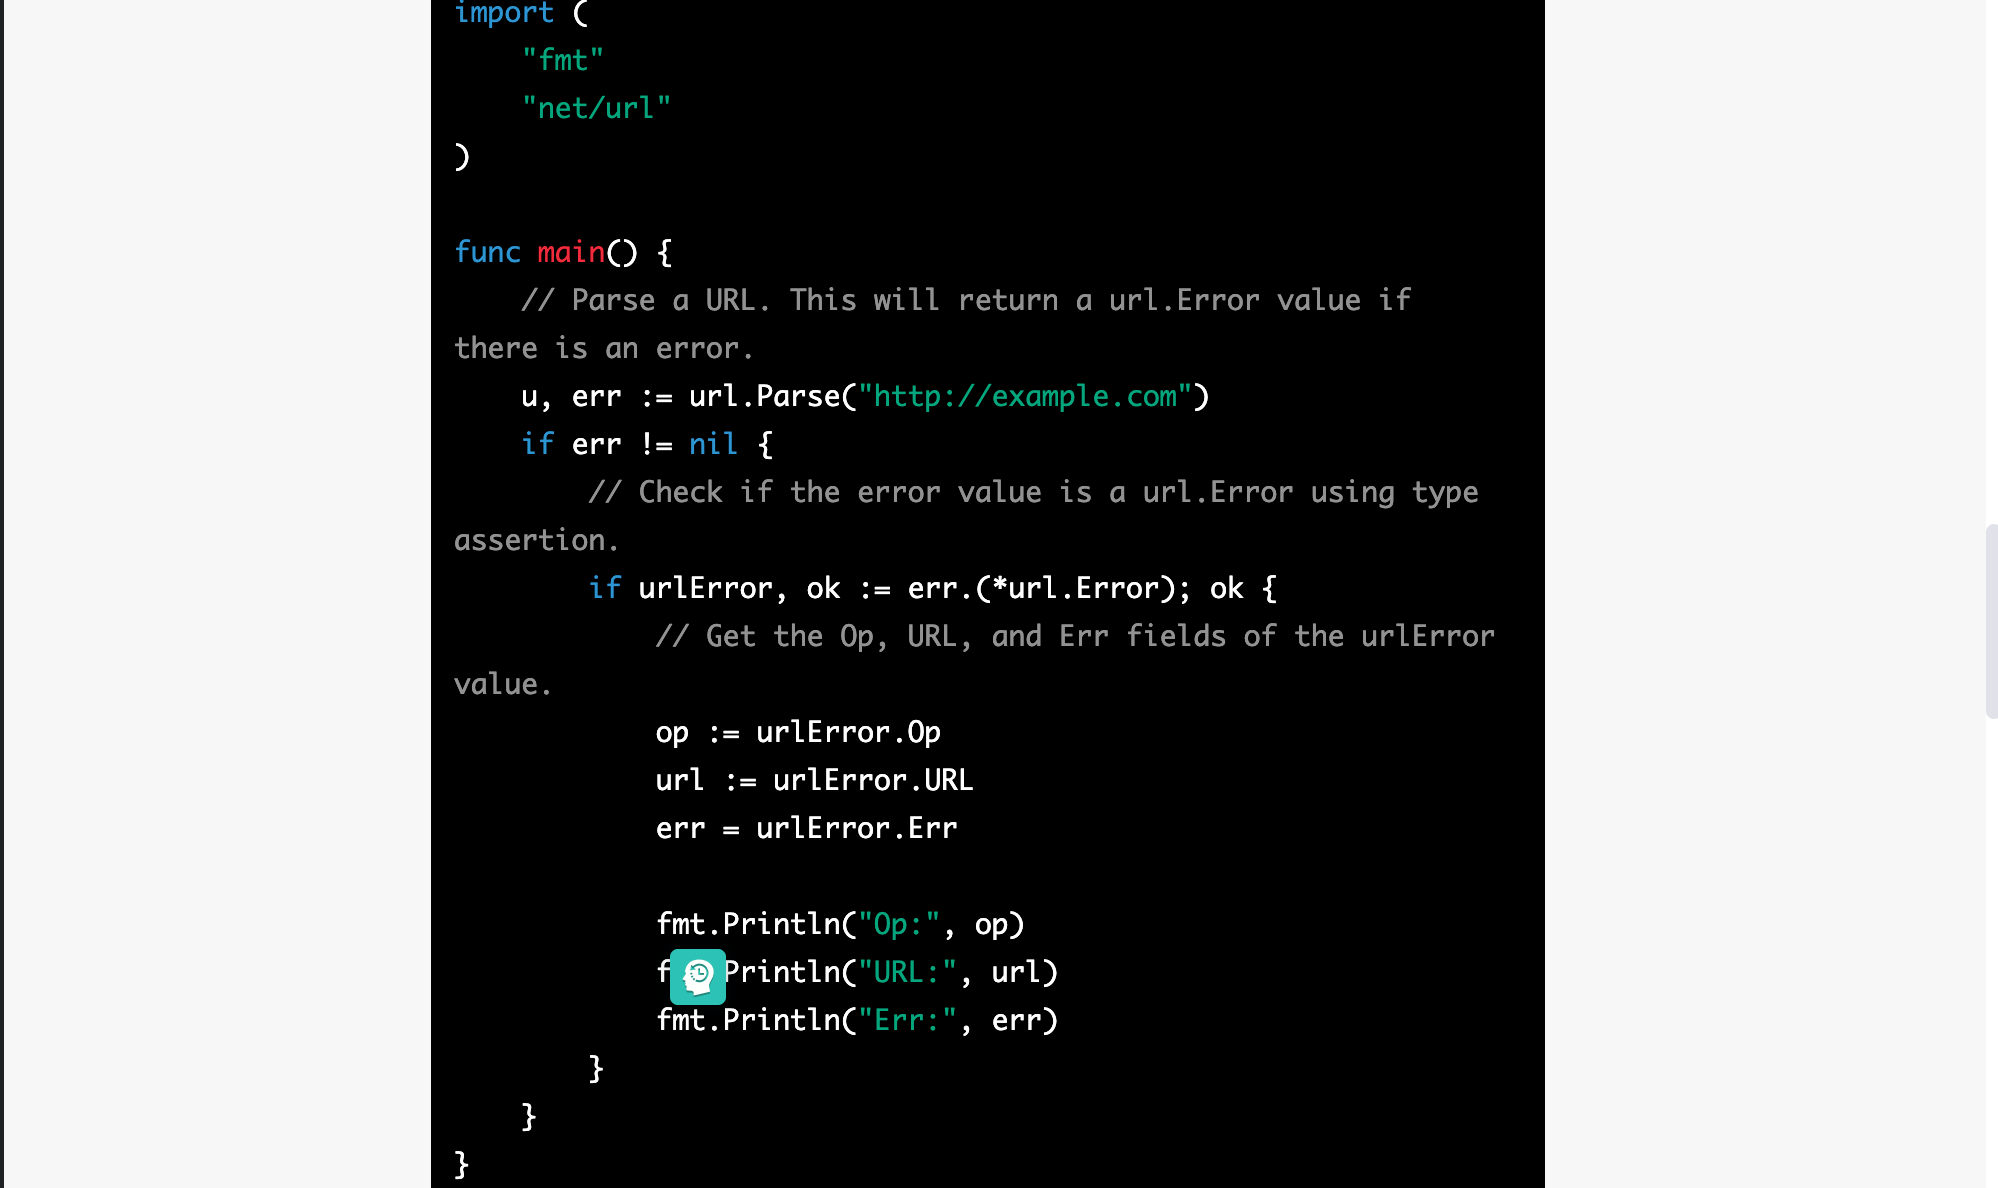 import (
    "fmt"
    "net/url"
)

func main() {
    // Parse a URL. This will return a url.Error value if
there is an error.
    u, err := url.Parse("http://example.com")
    if err != nil {
        // Check if the error value is a url.Error using type
assertion.
        if urlError, ok := err.(*url.Error); ok {
            // Get the Op, URL, and Err fields of the urlError
value.
            op := urlError.Op
            url := urlError.URL
            err = urlError.Err

            fmt.Println("Op:", op)
            f Println("URL:", url)
            fmt.Println("Err:", err)
        }
    }
}